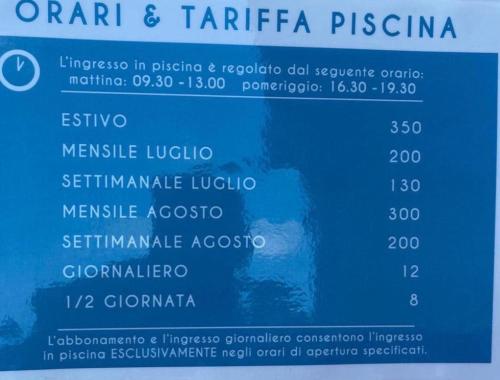 ORARI & TARIFFA PISCINA
L'ingresso in piscina è regolato dal seguente orario:
mattina: 09.30 -13.00 pomeriggio: 16.30 -19.30
ESTIVO 350
MENSILE LUGLIO 200
SETTIMANALE LUGLIO 130
MENSILE AGOSTO 300
SETTIMANALE AGOSTO 200
GIORNALIERO 12
1/2 GIORNATA 8
L'abbonamento e l'ingresso giornaliero consentono l'ingresso
in piscina ESCLUSIVAMENTE negli orari di apertura specificati.